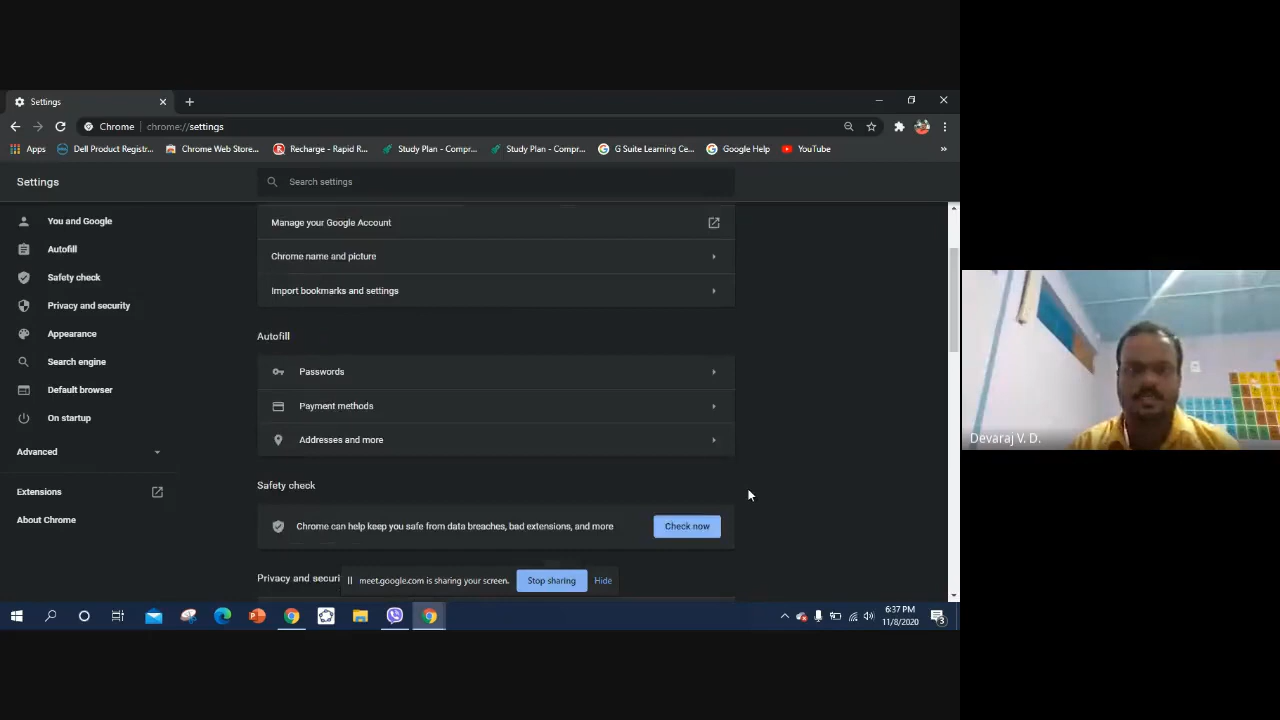 Settings
Chrome
chrome://settings
Apps
Dell Product Registr...
Chrome Web Store...
Recharge - Rapid R...
Study Plan - Compr...
Study Plan - Compr...
G Suite Learning Ce...
Google Help
YouTube
»
Settings
Search settings
You and Google
Autofill
Safety check
Privacy and security
Appearance
Search engine
Default browser
On startup
Advanced
Extensions
About Chrome
Manage your Google Account
Chrome name and picture
Import bookmarks and settings
Autofill
Passwords
Payment methods
Addresses and more
Safety check
Chrome can help keep you safe from data breaches, bad extensions, and more
Check now
Privacy and securi
meet.google.com is sharing your screen.
Stop sharing
Hide
6:37 PM
11/8/2020
3
Devaraj V. D.